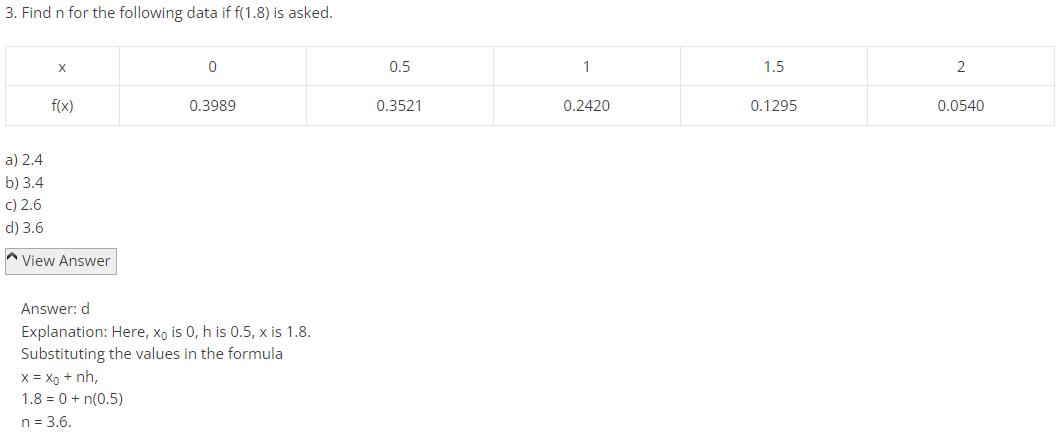 3. Find n for the following data if f(1.8) is asked.
x 0 0.5 1 1.5 2
f(x) 0.3989 0.3521 0.2420 0.1295 0.0540
a) 2.4
b) 3.4
c) 2.6
d) 3.6
View Answer
Answer: d
Explanation: Here, x₀ is 0, h is 0.5, x is 1.8.
Substituting the values in the formula
x = x₀ + nh,
1.8 = 0 + n(0.5)
n = 3.6.